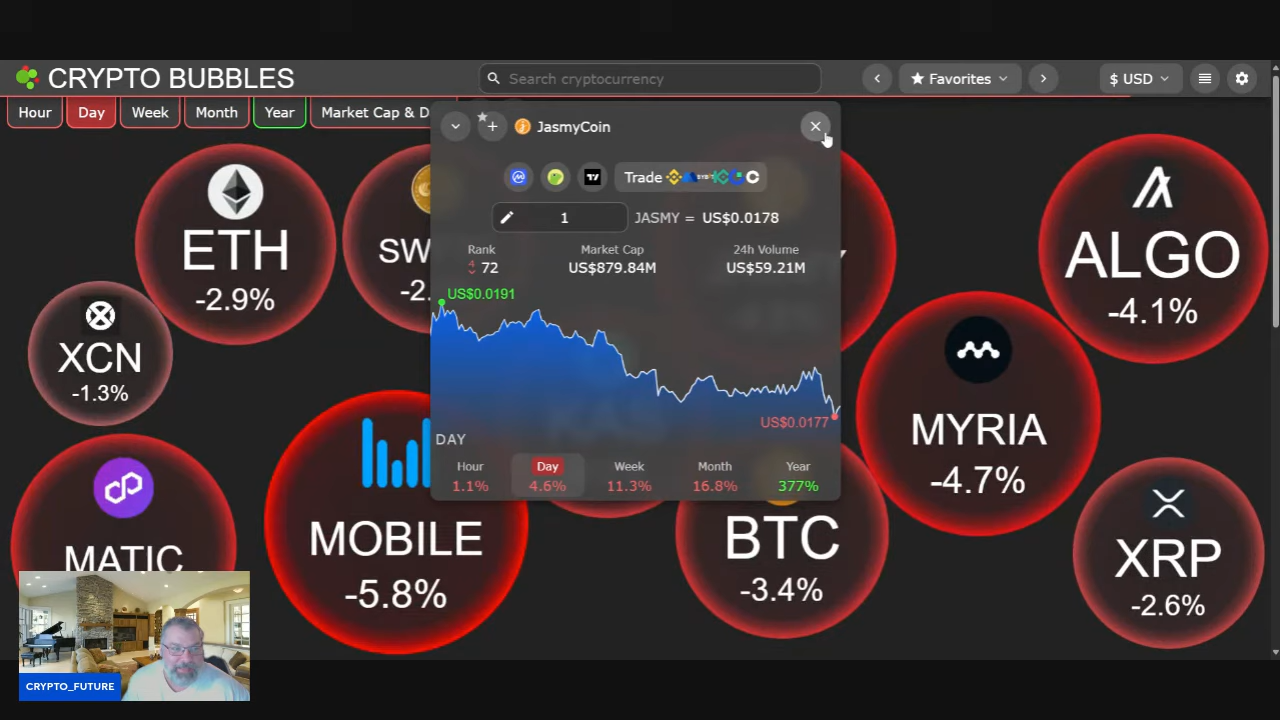 CRYPTO BUBBLES
Search cryptocurrency
Favorites
$ USD
Hour
Day
Week
Month
Year
Market Cap & D
JasmyCoin
Trade
1
JASMY = US$0.0178
Rank
72
Market Cap
US$879.84M
24h Volume
US$59.21M
US$0.0191
US$0.0177
DAY
Hour
1.1%
Day
4.6%
Week
11.3%
Month
16.8%
Year
377%
ETH
-2.9%
SW
-2.
ALGO
-4.1%
XCN
-1.3%
MYRIA
-4.7%
MATIC
MOBILE
-5.8%
BTC
-3.4%
XRP
-2.6%
CRYPTO_FUTURE